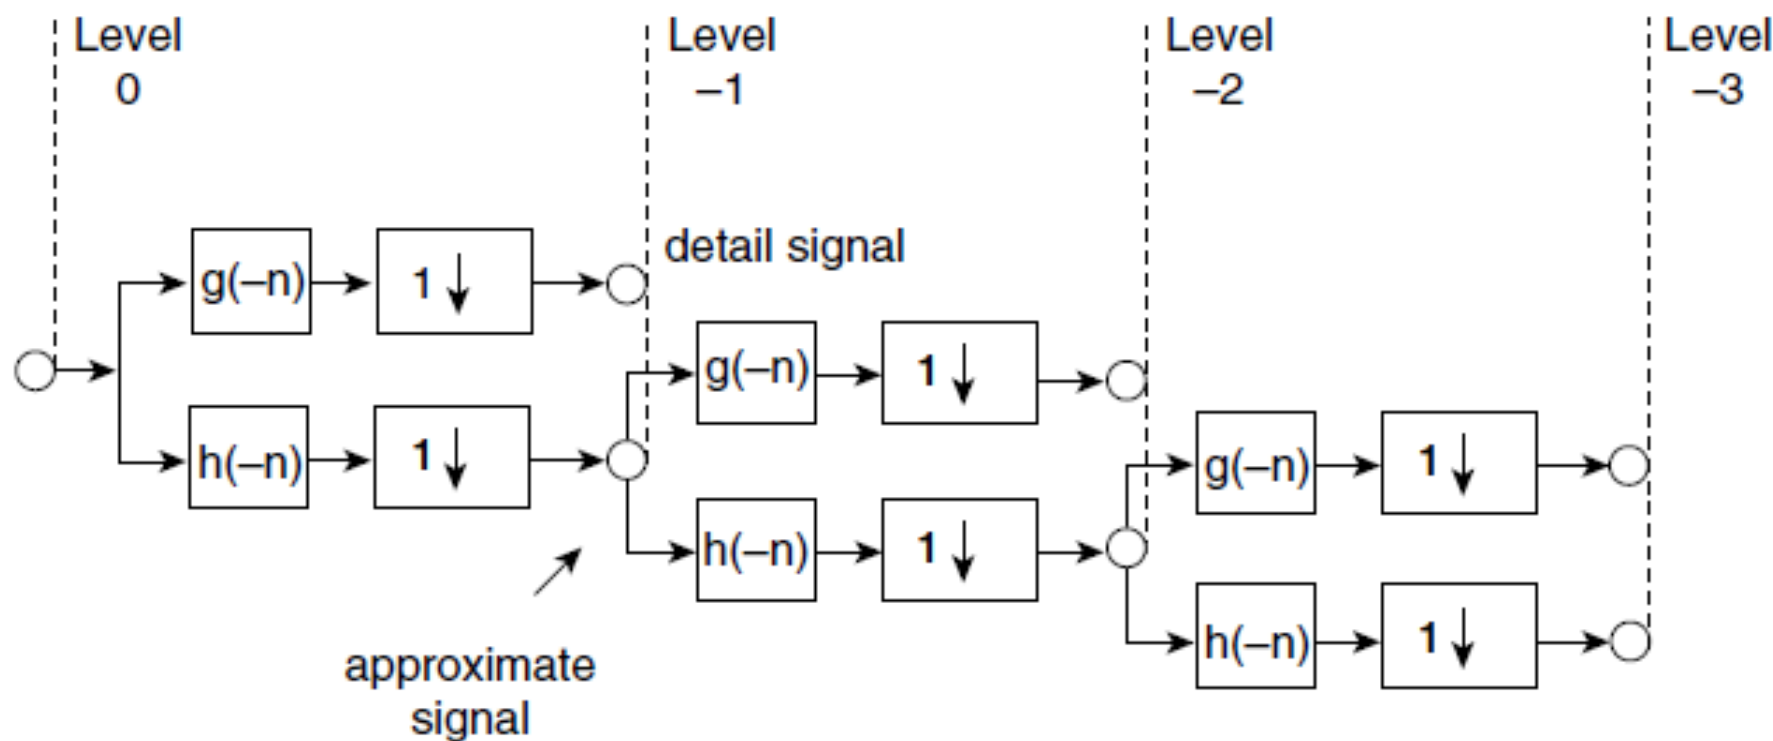 Level
0
Level
–1
Level
–2
Level
–3
detail signal
g(–n)
1↓
h(–n)
1↓
g(–n)
1↓
h(–n)
1↓
g(–n)
1↓
h(–n)
1↓
approximate
signal